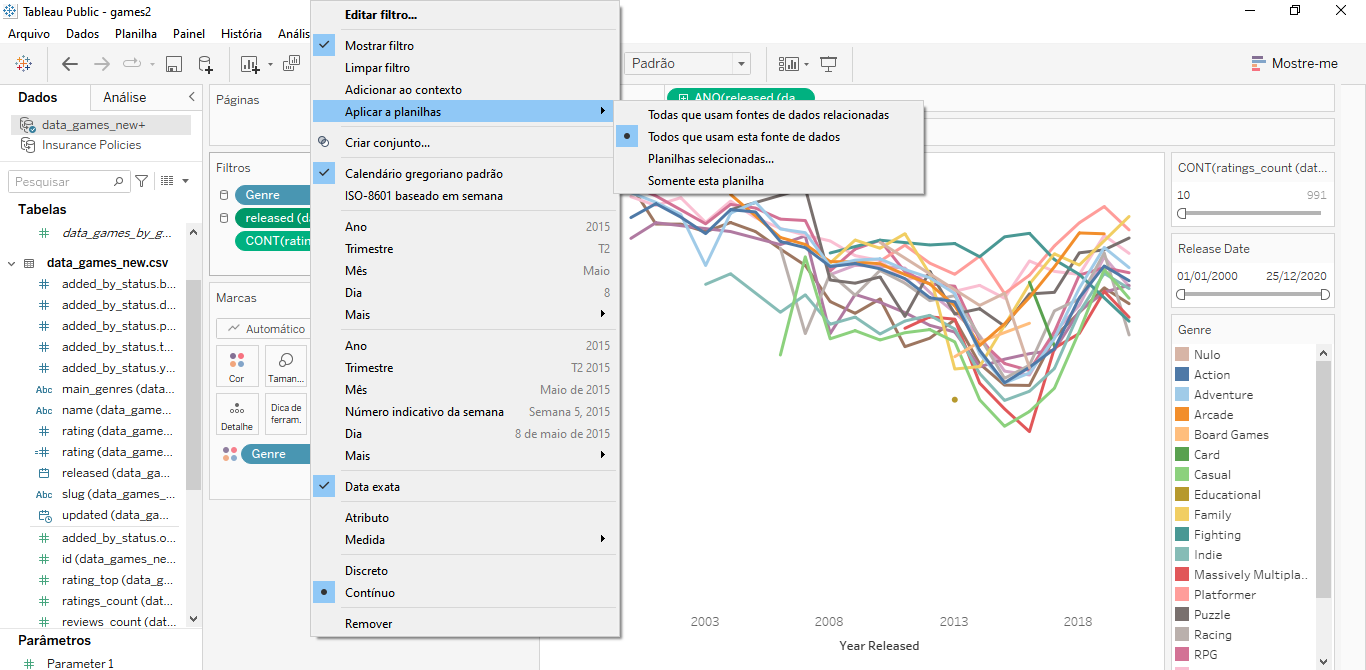 Tableau Public - games2
Arquivo Dados Planilha Painel História Anális
Padrão
Mostre-me
Dados
Análise
data_games_new+
Insurance Policies
Pesquisar
Tabelas
data_games_by_g...
data_games_new.csv
added_by_status.b...
added_by_status.d...
added_by_status.p...
added_by_status.t...
added_by_status.y...
Abc main_genres (data...
Abc name (data_game...
rating (data_game...
rating (data_game...
released (data_ga...
Abc slug (data_games_...
updated (data_ga...
added_by_status.o...
id (data_games_ne...
rating_top (data_g...
ratings_count (dat...
reviews_count (dat...
Parâmetros
Parameter 1
Páginas
Filtros
Genre
released (da
CONT(ratin
Marcas
Automático
Cor
Taman...
Detalhe
Dica de
ferram.
Genre
Editar filtro...
Mostrar filtro
Limpar filtro
Adicionar ao contexto
Aplicar a planilhas
Criar conjunto...
Calendário gregoriano padrão
ISO-8601 baseado em semana
Ano 2015
Trimestre T2
Mês Maio
Dia 8
Mais
Ano 2015
Trimestre T2 2015
Mês Maio de 2015
Número indicativo da semana Semana 5, 2015
Dia 8 de maio de 2015
Mais
Data exata
Atributo
Medida
Discreto
Contínuo
Remover
ANO(released (da...
Todas que usam fontes de dados relacionadas
Todos que usam esta fonte de dados
Planilhas selecionadas...
Somente esta planilha
2003 2008 2013 2018
Year Released
CONT(ratings_count (dat...
10 991
Release Date
01/01/2000 25/12/2020
Genre
Nulo
Action
Adventure
Arcade
Board Games
Card
Casual
Educational
Family
Fighting
Indie
Massively Multipla..
Platformer
Puzzle
Racing
RPG